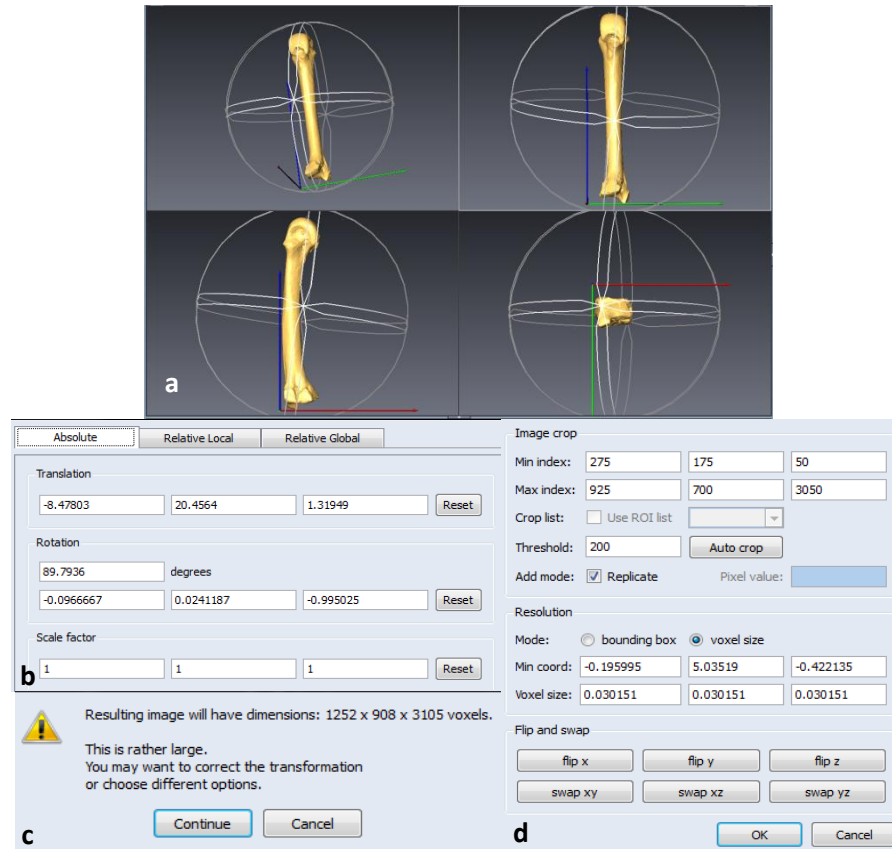 a
Absolute Relative Local Relative Global
Translation
-8.47803 20.4564 1.31949 Reset
Rotation
89.7936 degrees
-0.0966667 0.0241187 -0.995025 Reset
Scale factor
1 1 1 Reset
b
Resulting image will have dimensions: 1252 x 908 x 3105 voxels.
This is rather large.
You may want to correct the transformation
or choose different options.
Continue Cancel
c
Image crop
Min index: 275 175 50
Max index: 925 700 3050
Crop list: Use ROI list
Threshold: 200 Auto crop
Add mode: Replicate Pixel value:
Resolution
Mode: bounding box voxel size
Min coord: -0.195995 5.03519 -0.422135
Voxel size: 0.030151 0.030151 0.030151
Flip and swap
flip x flip y flip z
swap xy swap xz swap yz
d OK Cancel